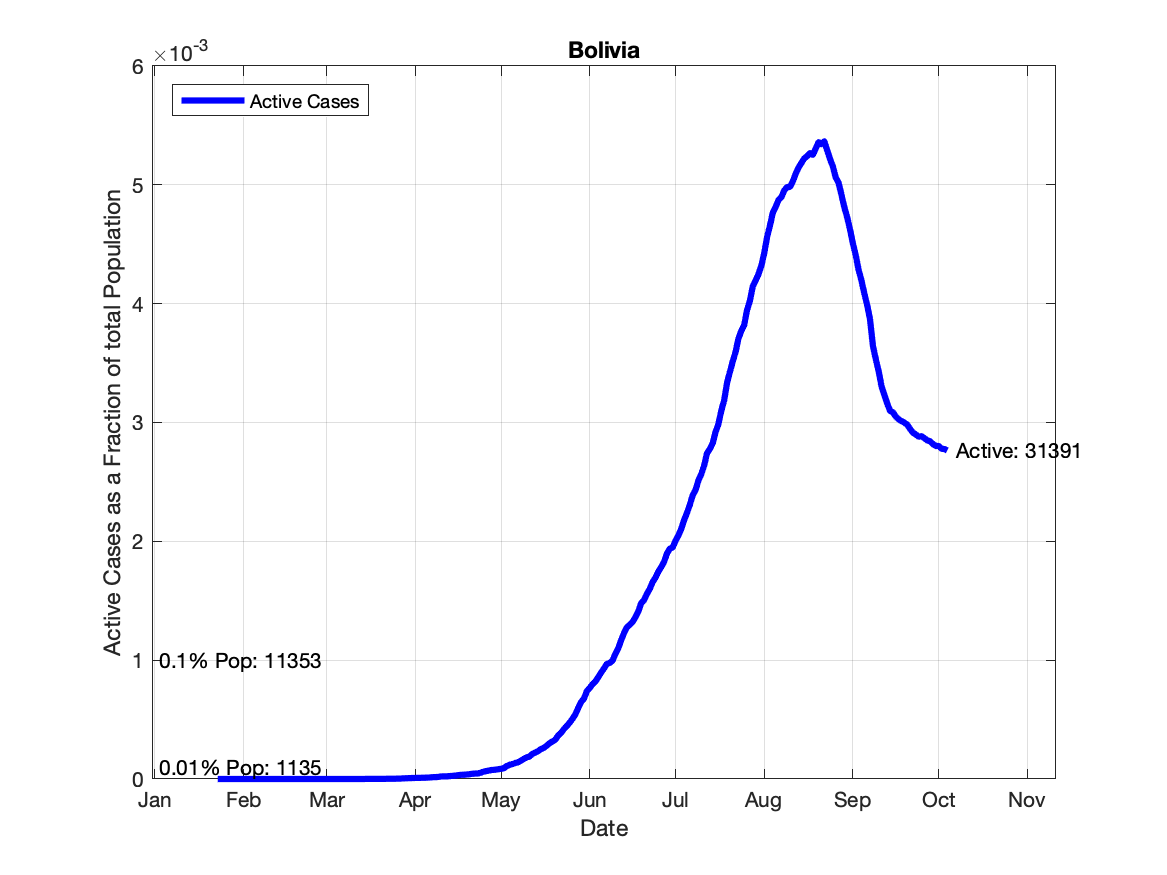 Bolivia
×10-3
Active Cases
6
5
4
3
2
1
0
Active Cases as a Fraction of total Population
Active: 31391
0.1% Pop: 11353
0.01% Pop: 1135
Jan Feb Mar Apr May Jun Jul Aug Sep Oct Nov
Date